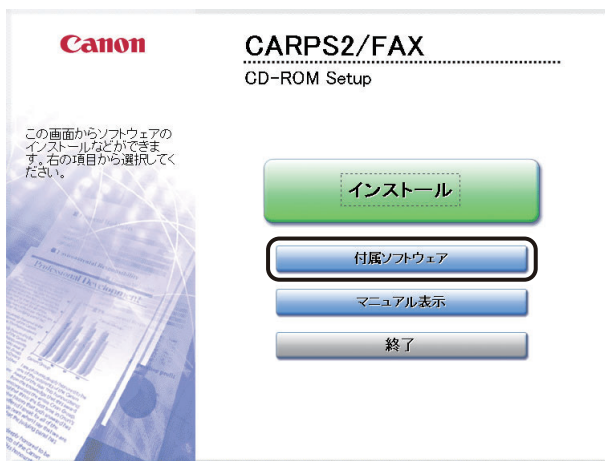 Canon
CARPS2/FAX
CD-ROM Setup
この画面からソフトウェアの
インストールなどができま
す。右の項目から選択してく
ださい。
インストール
付属ソフトウェア
マニュアル表示
終了